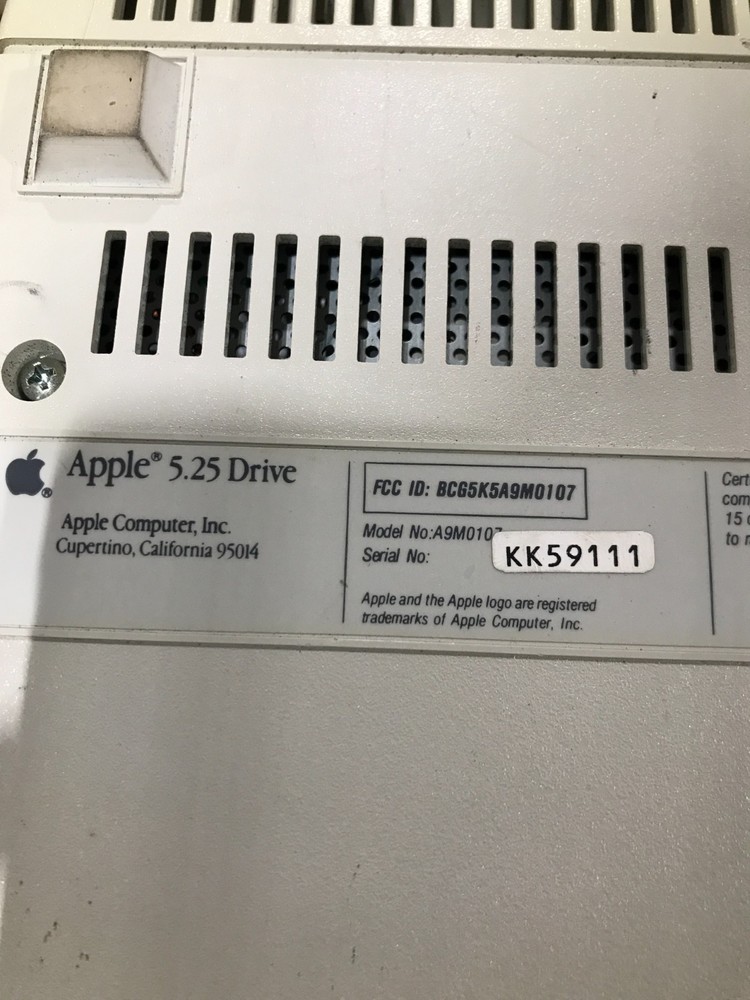 Apple® 5.25 Drive
Apple Computer, Inc.
Cupertino, California 95014
®
FCC ID: BCG5K5A9M0107
Model No:A9M0107
Serial No: KK59111
Apple and the Apple logo are registered
trademarks of Apple Computer, Inc.
Cert
com
15
to